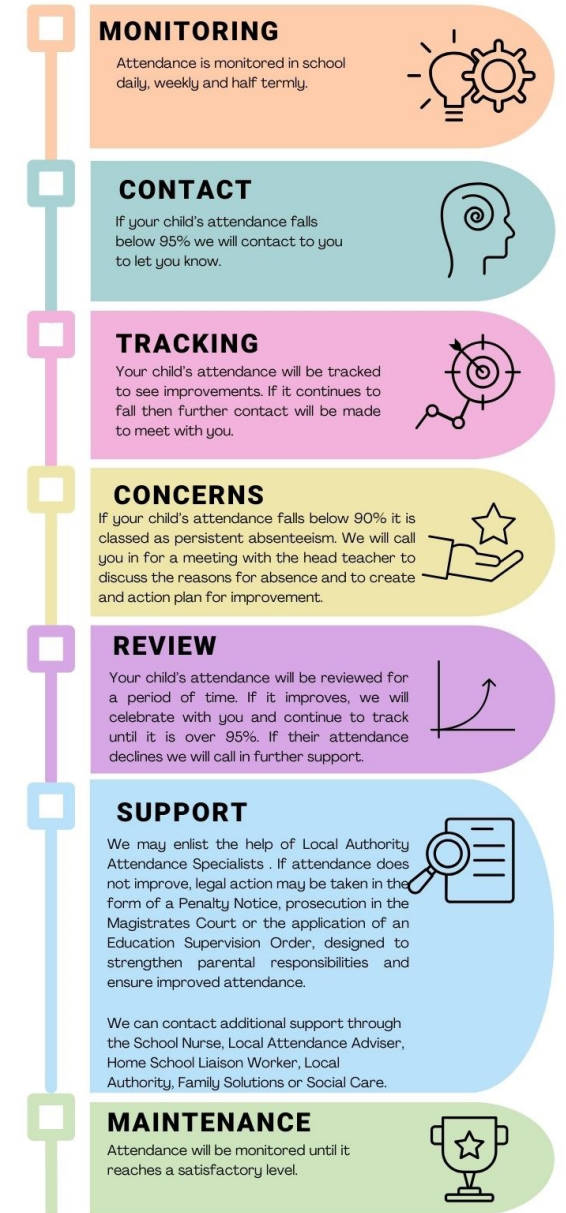 MONITORING
Attendance is monitored in school
daily, weekly and half termly.
CONTACT
If your child's attendance falls
below 95% we will contact to you
to let you know.
TRACKING
Your child's attendance will be tracked
to see improvements. If it continues to
fall then further contact will be made
to meet with you.
CONCERNS
If your child's attendance falls below 90% it is
classed as persistent absenteeism. We will call
you in for a meeting with the head teacher to
discuss the reasons for absence and to create
and action plan for improvement.
REVIEW
Your child's attendance will be reviewed for
a period of time. If it improves, we will
celebrate with you and continue to track
until it is over 95%. If their attendance
declines we will call in further support.
SUPPORT
We may enlist the help of Local Authority
Attendance Specialists . If attendance does
not improve, legal action may be taken in the
form of a Penalty Notice, prosecution in the
Magistrates Court or the application of an
Education Supervision Order, designed to
strengthen parental responsibilities and
ensure improved attendance.
We can contact additional support through
the School Nurse, Local Attendance Adviser,
Home School Liaison Worker, Local
Authority, Family Solutions or Social Care.
MAINTENANCE
Attendance will be monitored until it
reaches a satisfactory level.